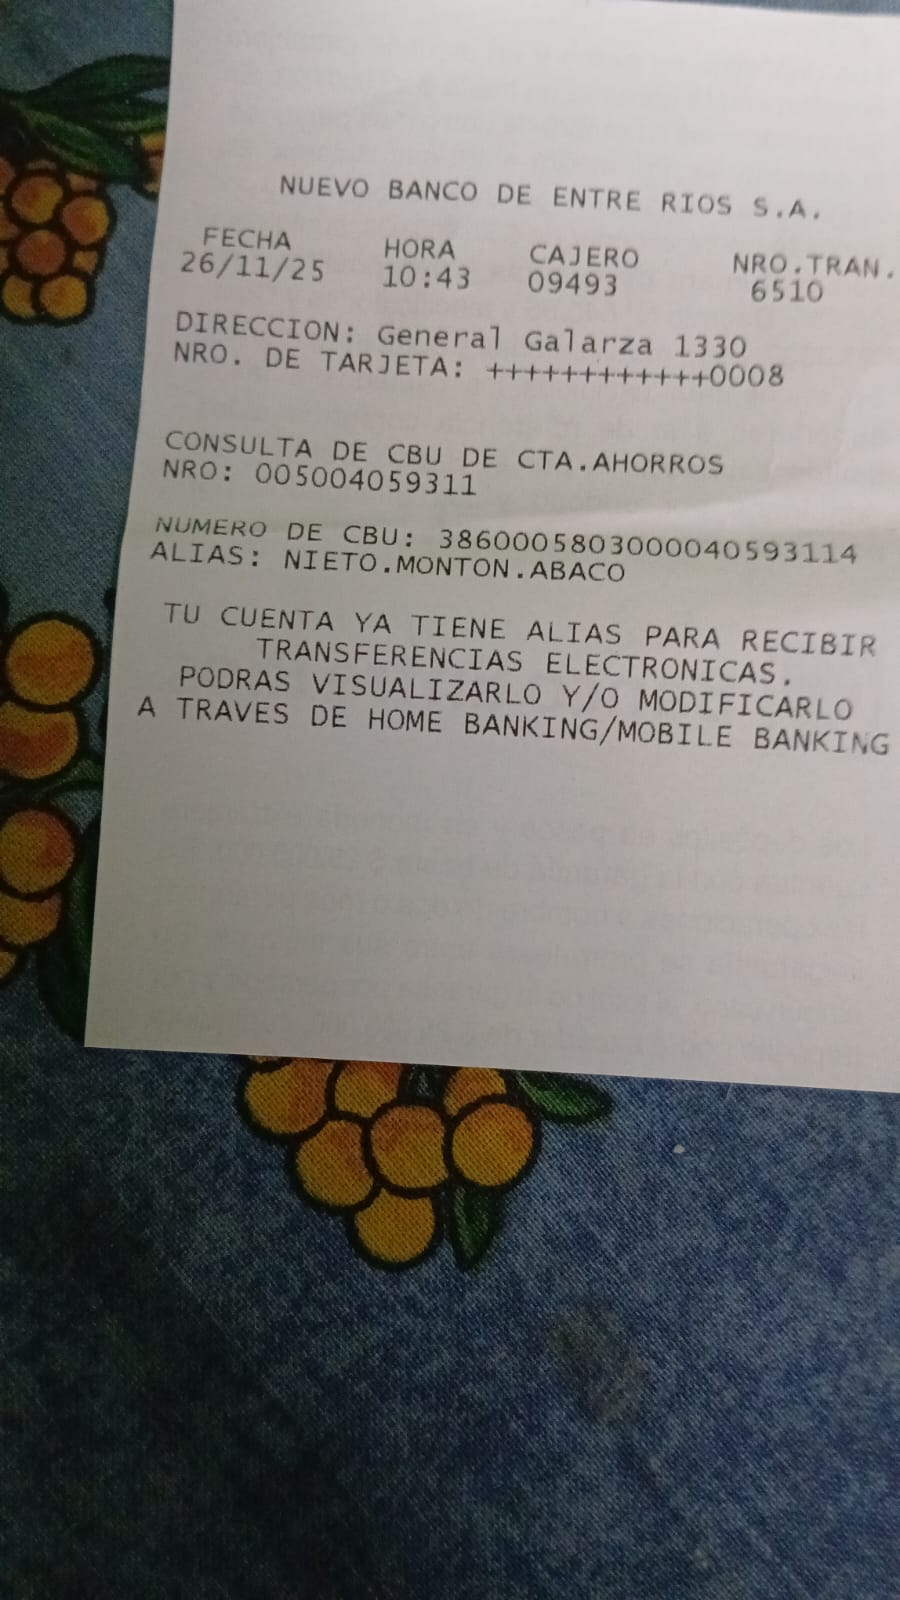 NUEVO BANCO DE ENTRE RIOS S.A.
FECHA HORA CAJERO NRO.TRAN.
26/11/25 10:43 09493 6510
DIRECCION: General Galarza 1330
NRO. DE TARJETA: ++++++++++++0008
CONSULTA DE CBU DE CTA.AHORROS
NRO: 005004059311
NUMERO DE CBU: 3860005803000040593114
ALIAS: NIETO.MONTON.ABACO
TU CUENTA YA TIENE ALIAS PARA RECIBIR
TRANSFERENCIAS ELECTRONICAS.
PODRAS VISUALIZARLO Y/O MODIFICARLO
A TRAVES DE HOME BANKING/MOBILE BANKING